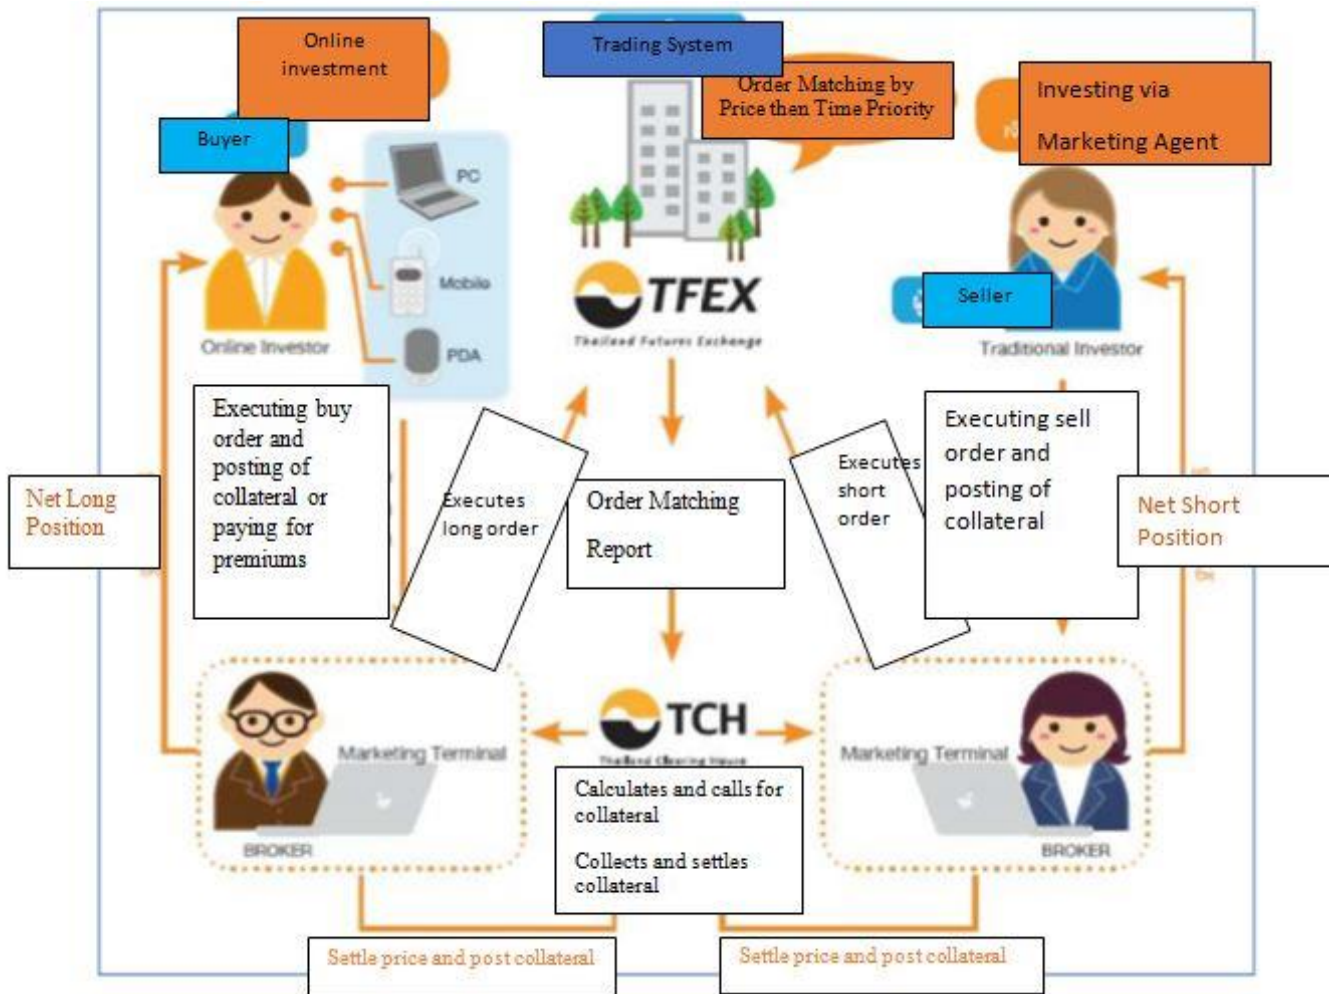 Online
investment
Trading System
Order Matching by
Price then Time Priority
Investing via
Marketing Agent
Buyer
PC
Mobile
PDA
Online Investor
TFEX
Thailand Futures Exchange
Seller
Traditional Investor
Executing buy
order and
posting of
collateral or
paying for
premiums
Executes
long order
Order Matching
Report
Executes
short
order
Executing sell
order and
posting of
collateral
Net Long
Position
Net Short
Position
Marketing Terminal
BROKER
TCH
Thailand Clearing House
Marketing Terminal
BROKER
Calculates and calls for
collateral
Collects and settles
collateral
Settle price and post collateral
Settle price and post collateral